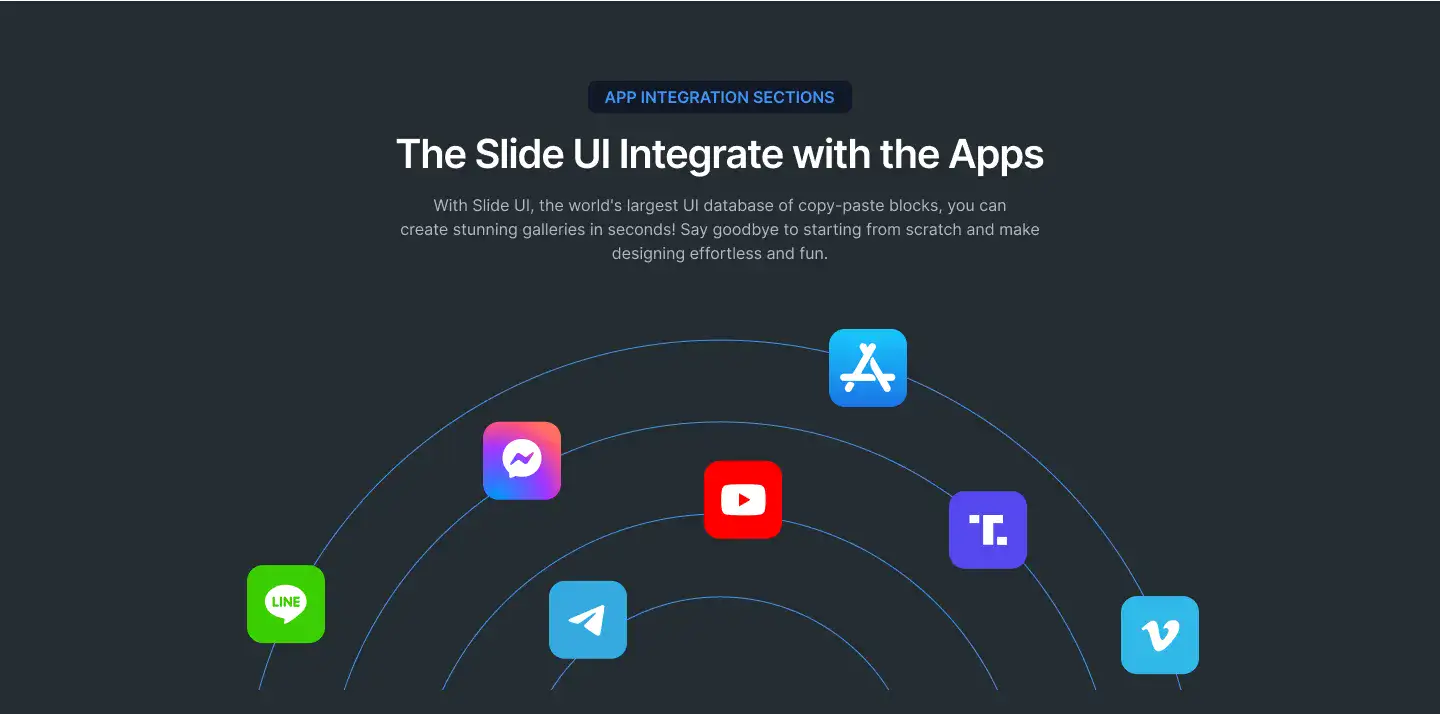 APP INTEGRATION SECTIONS
The Slide UI Integrate with the Apps
With Slide UI, the world's largest UI database of copy-paste blocks, you can
create stunning galleries in seconds! Say goodbye to starting from scratch and make
designing effortless and fun.
T.
LINE